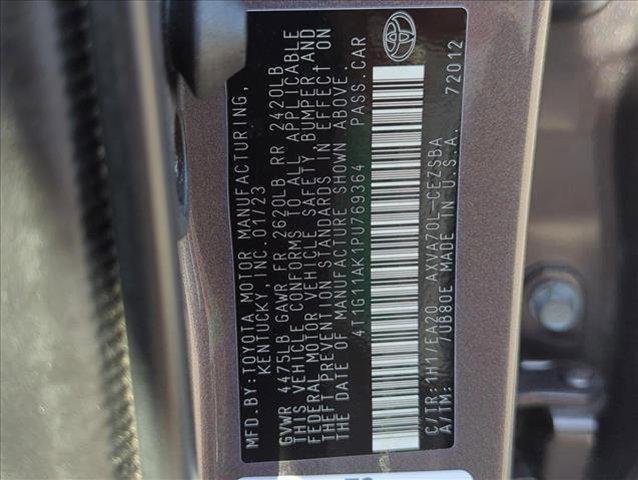 MFD.BY:TOYOTA MOTOR MANUFACTURING,
KENTUCKY, INC. 01/23
GVWR 4475LB GAWR FR 2620LB RR 2420LB
THIS VEHICLE CONFORMS TO ALL APPLICABLE
FEDERAL MOTOR VEHICLE SAFETY, BUMPER AND
THEFT PREVENTION STANDARDS IN EFFECT ON
THE DATE OF MANUFACTURE SHOWN ABOVE.
4T1G11AK1PU769364 PASS.CAR
C/TR:1H1/EA20 AXVA70L-CEZSBA
A/TM: /UB80E MADE IN U.S.A. 72012